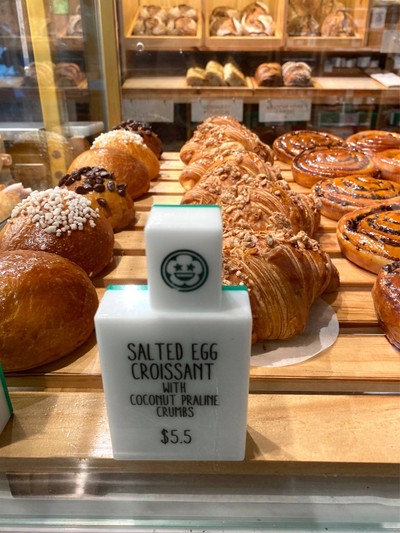 SALTED EGG
CROISSANT
WITH
COCONUT PRALINE
CRUMBS
$5.5